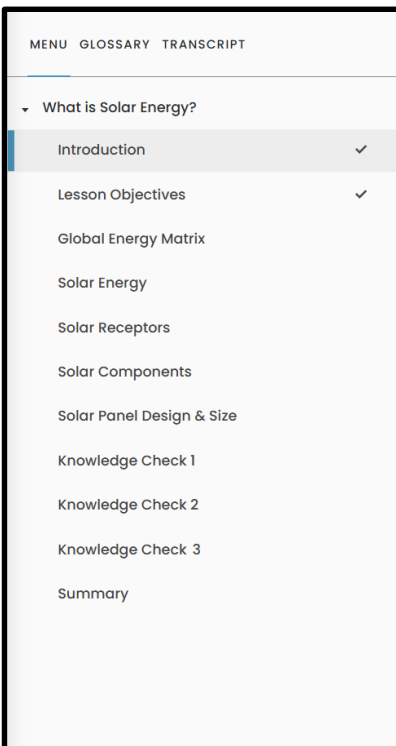 MENU GLOSSARY TRANSCRIPT
What is Solar Energy?
Introduction
Lesson Objectives
Global Energy Matrix
Solar Energy
Solar Receptors
Solar Components
Solar Panel Design & Size
Knowledge Check 1
Knowledge Check 2
Knowledge Check 3
Summary